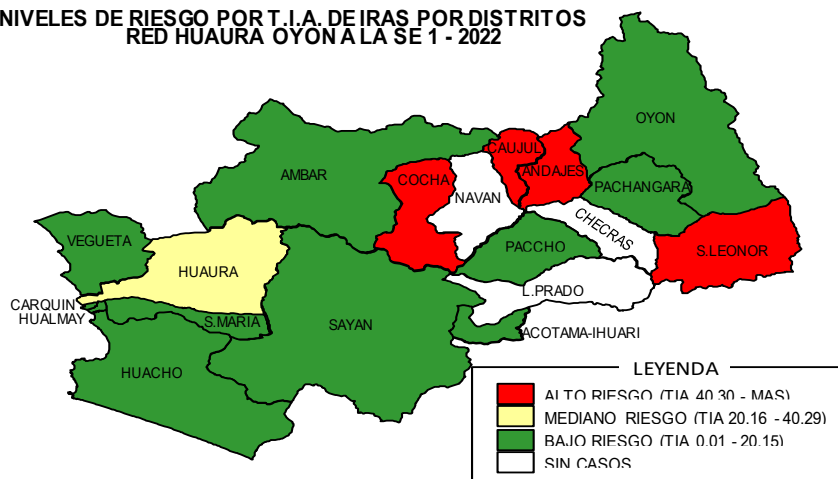 NIVELES DE RIESGO POR T.I.A. DE IRAS POR DISTRITOS
RED HUAURA OYON A LA SE 1 - 2022
OYON
CAUJUL
ANDAJES
AMBAR
COCHA
NAVAN
PACHANGARA
CHECRAS
VEGUETA
PACCHO
S.LEONOR
HUAURA
L.PRADO
CARQUIN
HUALMAY
S.MARIA
SAYAN
ACOTAMA-IHUARI
HUACHO
LEYENDA
ALTO RIESGO (TIA 40.30 - MAS)
MEDIANO RIESGO (TIA 20.16 - 40.29)
BAJO RIESGO (TIA 0.01 - 20.15)
SIN CASOS